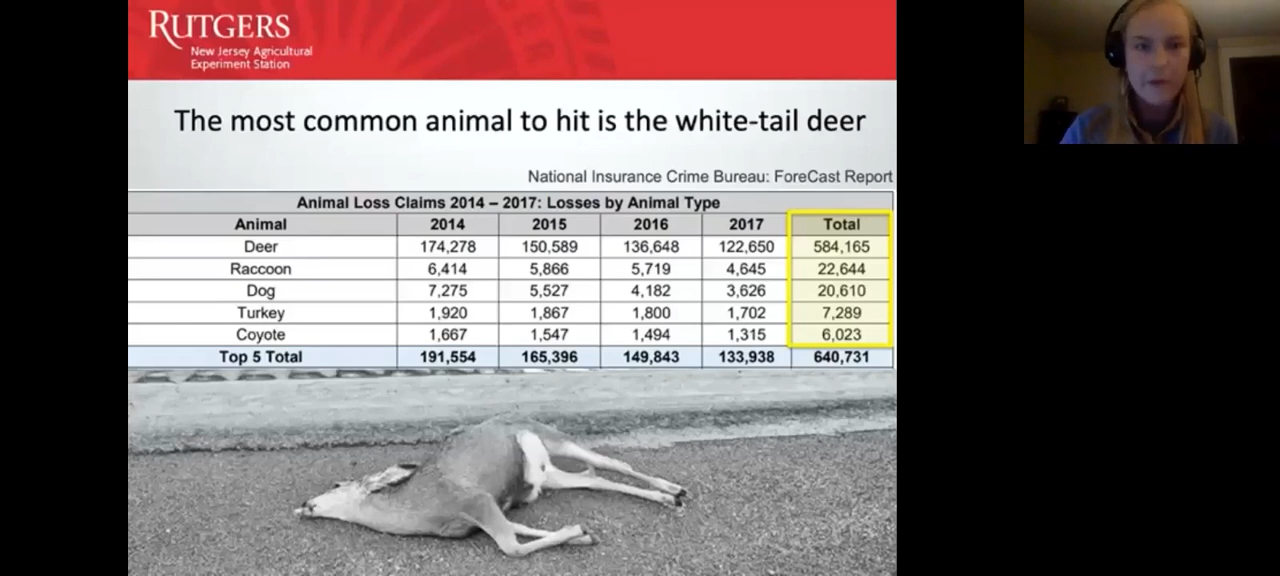 RUTGERS
New Jersey Agricultural
Experiment Station
The most common animal to hit is the white-tail deer
National Insurance Crime Bureau: ForeCast Report
Animal Loss Claims 2014 – 2017: Losses by Animal Type
Animal 2014 2015 2016 2017 Total
Deer 174,278 150,589 136,648 122,650 584,165
Raccoon 6,414 5,866 5,719 4,645 22,644
Dog 7,275 5,527 4,182 3,626 20,610
Turkey 1,920 1,867 1,800 1,702 7,289
Coyote 1,667 1,547 1,494 1,315 6,023
Top 5 Total 191,554 165,396 149,843 133,938 640,731